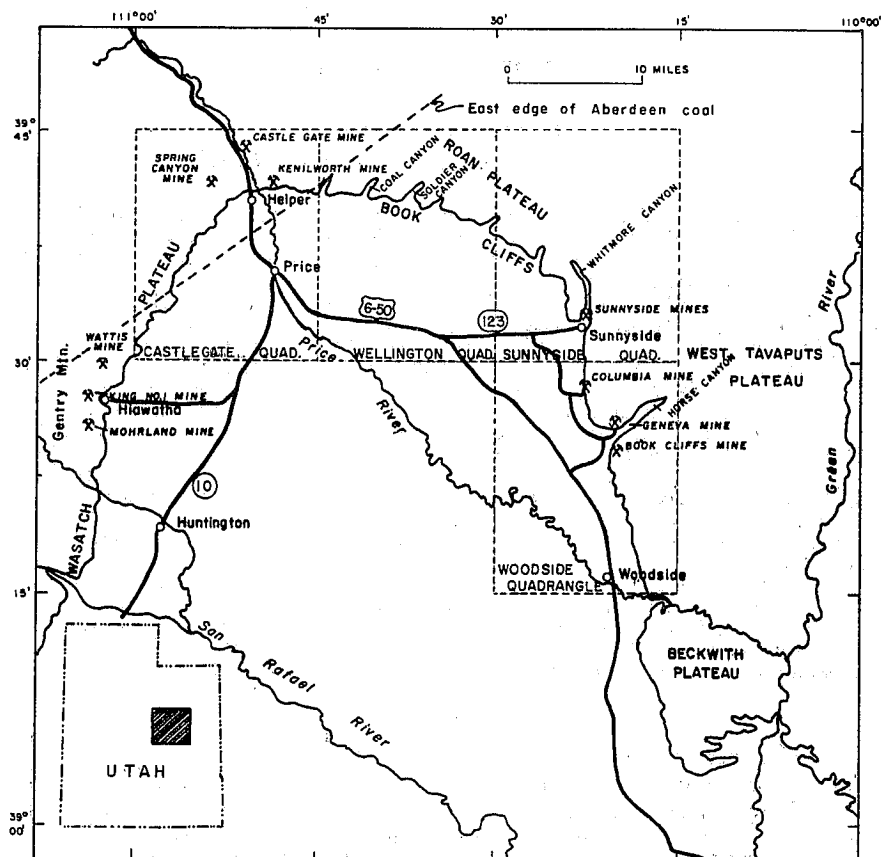 111°00'
45'
30'
15'
110°00'
0 10 MILES
East edge of Aberdeen coal
39°
45'
CASTLE GATE MINE
SPRING
CANYON
MINE
KENILWORTH MINE
COAL CANYON
ROAN PLATEAU
SOLDIER
CANYON
Helper
BOOK
CLIFFS
WHITMORE CANYON
PLATEAU
Price
6-50
123
SUNNYSIDE MINES
Sunnyside
River
WATTIS
MINE
30'
CASTLEGATE QUAD.
Price
WELLINGTON QUAD.
SUNNYSIDE QUAD.
WEST TAVAPUTS
PLATEAU
COLUMBIA MINE
HORSE CANYON
Gentry Mtn.
KING NO.1 MINE
Hiawatha
MOHRLAND MINE
River
GENEVA MINE
BOOK CLIFFS MINE
Green
10
WASATCH
Huntington
WOODSIDE
QUADRANGLE
Woodside
15'
San
Rafael
River
BECKWITH
PLATEAU
UTAH
39°
00'